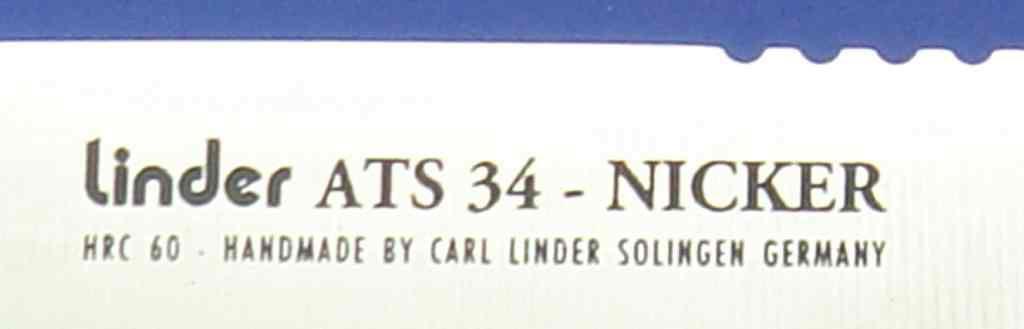 linder ATS 34 - NICKER
HRC 60 - HANDMADE BY CARL LINDER SOLINGEN GERMANY